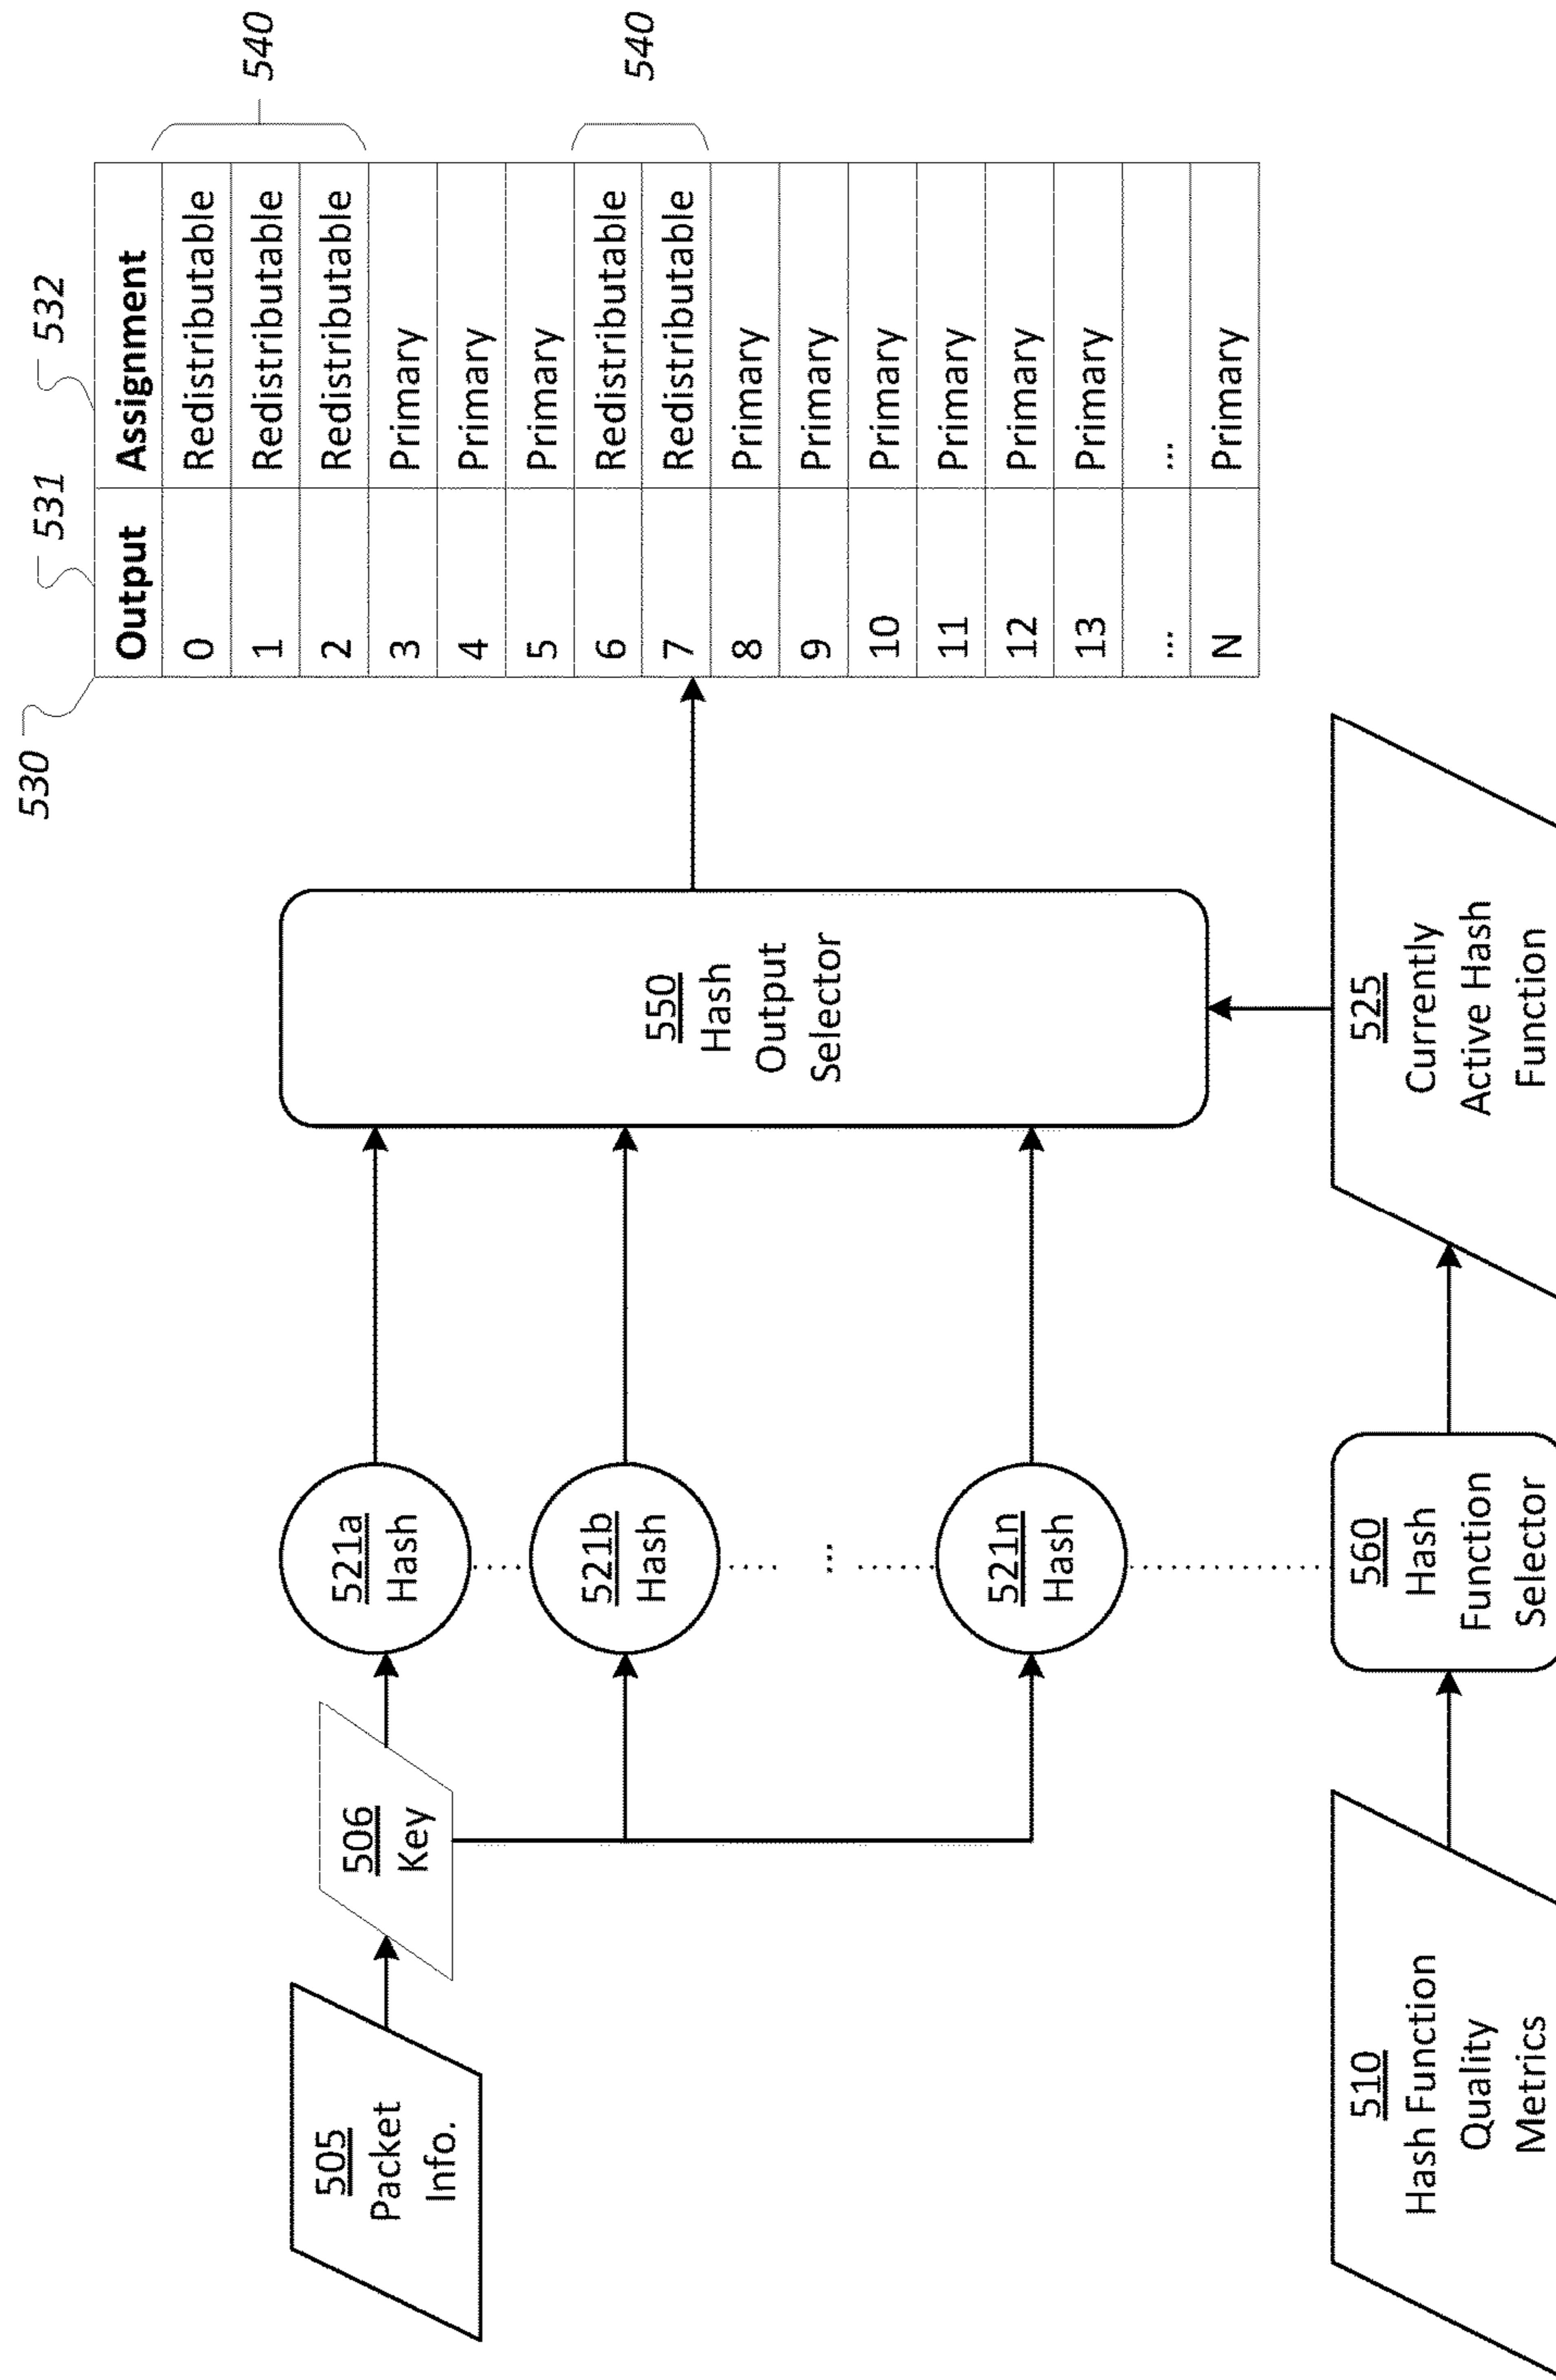 530
531
532
Output Assignment
0 Redistributable
1 Redistributable
2 Redistributable
3 Primary
4 Primary
5 Primary
6 Redistributable
7 Redistributable
8 Primary
9 Primary
10 Primary
11 Primary
12 Primary
13 Primary
... ...
N Primary
540
540
505
Packet
Info.
506
Key
521a
Hash
521b
Hash
...
521n
Hash
550
Hash
Output
Selector
510
Hash Function
Quality
Metrics
560
Hash
Function
Selector
525
Currently
Active Hash
Function